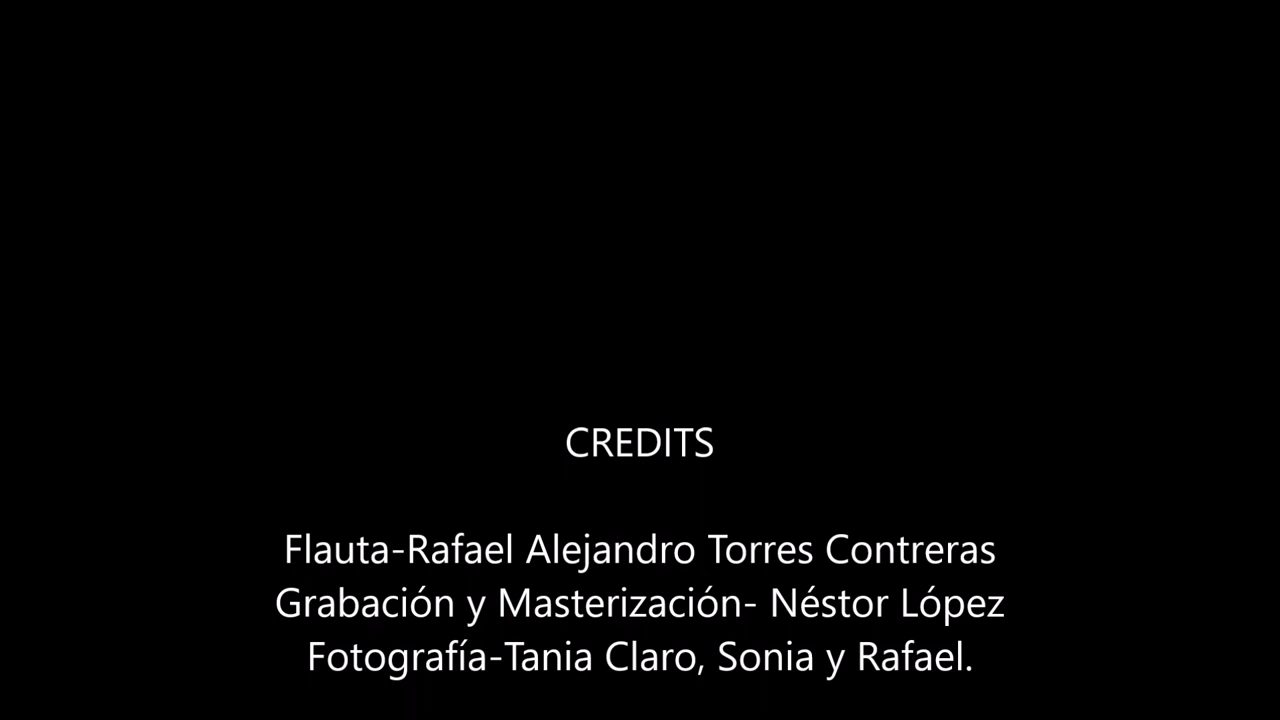 CREDITS
Flauta-Rafael Alejandro Torres Contreras
Grabación y Masterización- Néstor López
Fotografía-Tania Claro, Sonia y Rafael.